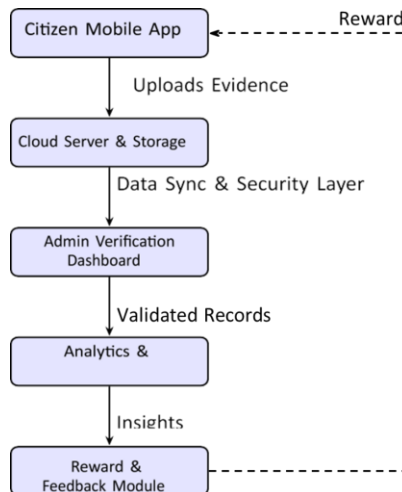 Citizen Mobile App
Reward
Uploads Evidence
Cloud Server & Storage
Data Sync & Security Layer
Admin Verification
Dashboard
Validated Records
Analytics &
Insights
Reward &
Feedback Module